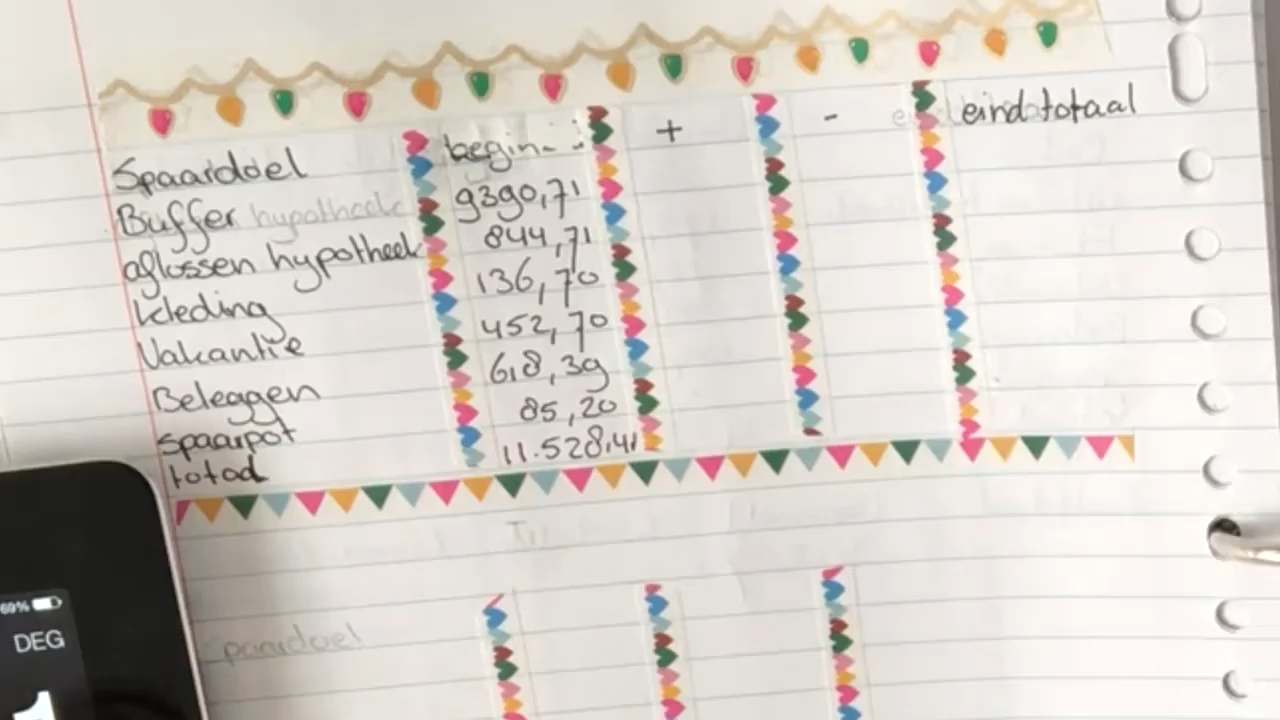 Spaardoel begin + - eindtotaal
Buffer hypotheek 9390,71
aflossen hypotheek 844,71
kleding 136,70
Vakantie 452,70
Beleggen 618,39
Spaarpot 85,20
totaal 11.528,41
69%
DEG
1